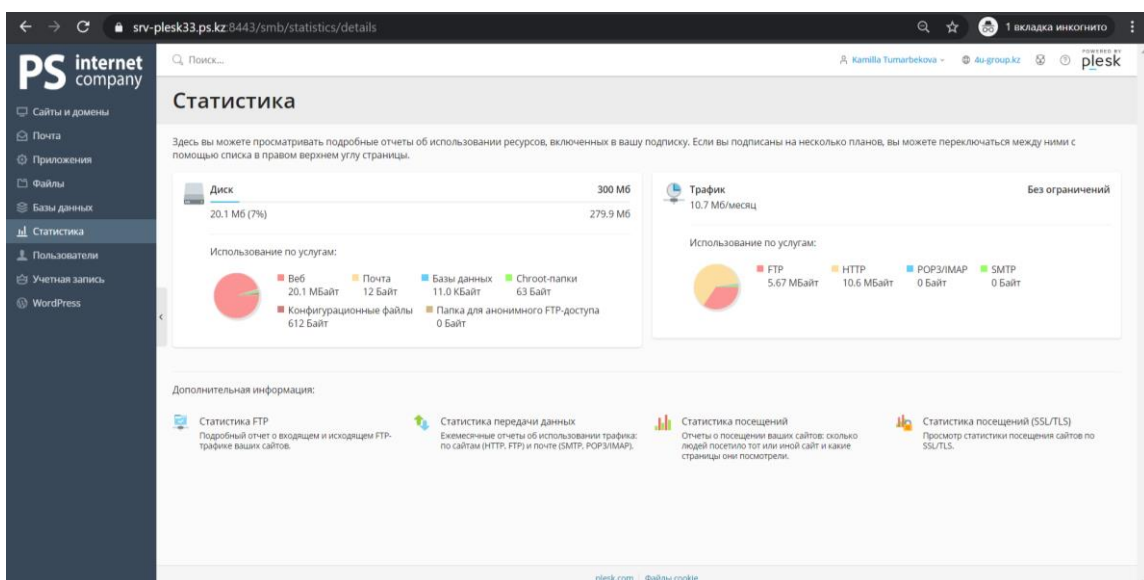 srv-plesk33.ps.kz:8443/smb/statistics/details
1 вкладка инкогнито
PS internet company
Поиск...
Kamilla Tumarbekova
4u-group.kz
POWERED BY
plesk
Сайты и домены
Почта
Приложения
Файлы
Базы данных
Статистика
Пользователи
Учетная запись
WordPress
Статистика
Здесь вы можете просматривать подробные отчеты об использовании ресурсов, включенных в вашу подписку. Если вы подписаны на несколько планов, вы можете переключаться между ними с
помощью списка в правом верхнем углу страницы.
Диск 300 Мб
20.1 Мб (7%) 279.9 Мб
Использование по услугам:
Веб Почта Базы данных Chroot-папки
20.1 МБайт 12 Байт 11.0 КБайт 63 Байт
Конфигурационные файлы Папка для анонимного FTP-доступа
612 Байт 0 Байт
Трафик Без ограничений
10.7 Мб/месяц
Использование по услугам:
FTP HTTP POP3/IMAP SMTP
5.67 МБайт 10.6 МБайт 0 Байт 0 Байт
Дополнительная информация:
Статистика FTP
Подробный отчет о входящем и исходящем FTP-
трафике ваших сайтов.
Статистика передачи данных
Ежемесячные отчеты об использовании трафика:
по сайтам (HTTP, FTP) и почте (SMTP, POP3/IMAP).
Статистика посещений
Отчеты о посещении ваших сайтов: сколько
людей посетило тот или иной сайт и какие
страницы они посмотрели.
Статистика посещений (SSL/TLS)
Просмотр статистики посещения сайтов по
SSL/TLS.
plesk.com Файлы cookie